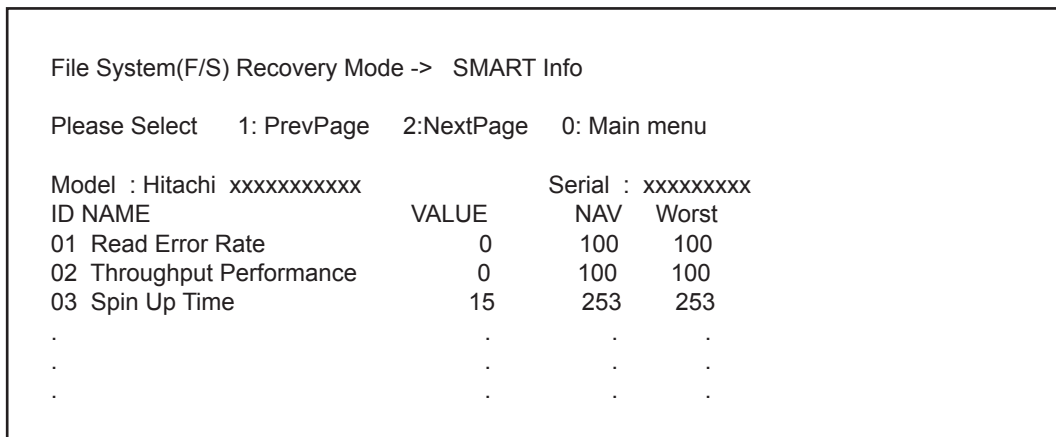 File System(F/S) Recovery Mode -> SMART Info
Please Select 1: PrevPage 2:NextPage 0: Main menu
Model : Hitachi xxxxxxxxxxx Serial : xxxxxxxxx
ID NAME VALUE NAV Worst
01 Read Error Rate 0 100 100
02 Throughput Performance 0 100 100
03 Spin Up Time 15 253 253
. . . .
. . . .
. . . .